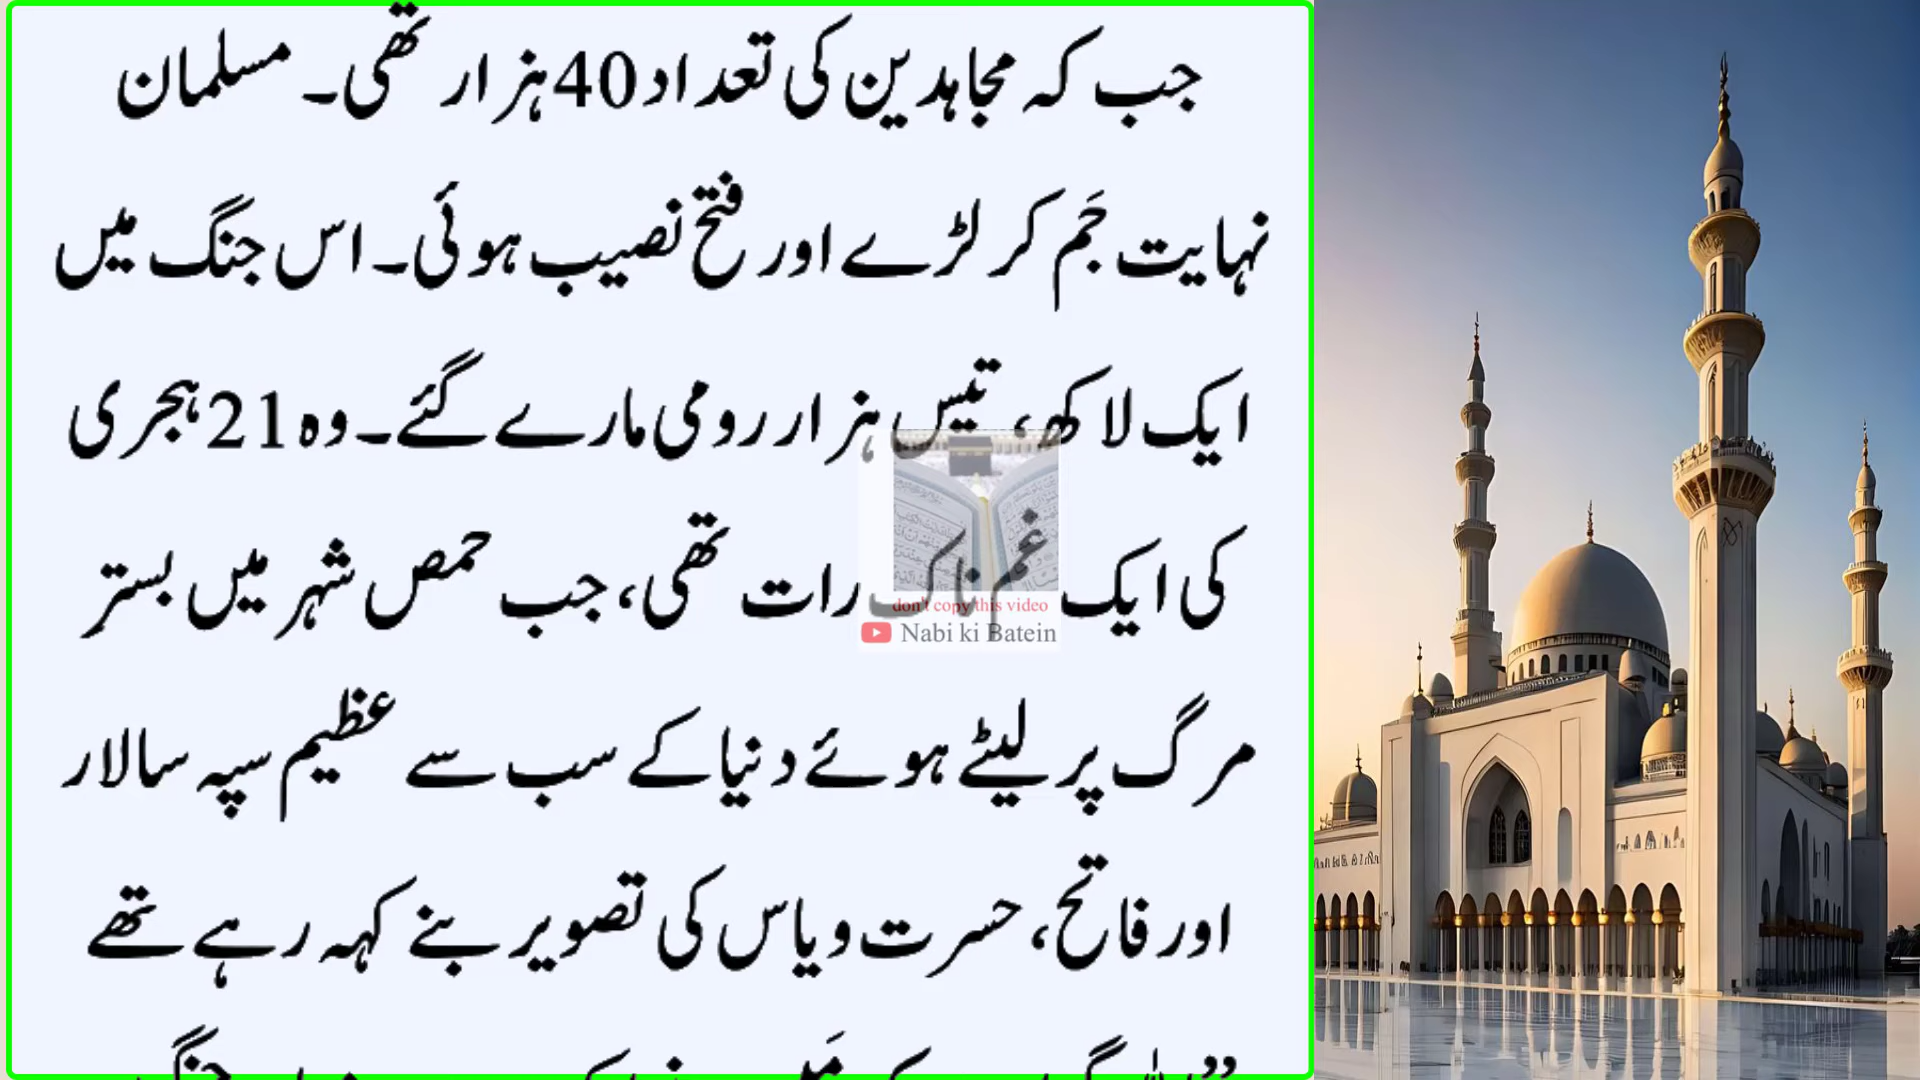 جب کہ مجاہدین کی تعداد 40 ہزار تھی۔ مسلمان
نہایت جَم کر لڑے اور فتح نصیب ہوئی۔ اس جنگ میں
ایک لاکھ، تیس ہزار رومی مارے گئے۔ وہ 21 ہجری
کی ایک غم ناک رات تھی، جب حمص شہر میں بستر
مرگ پر لیٹے ہوئے دنیا کے سب سے عظیم سپہ سالار
اور فاتح، حسرت و یاس کی تصویر بنے کہہ رہے تھے
don't copy this video
Nabi ki Batein